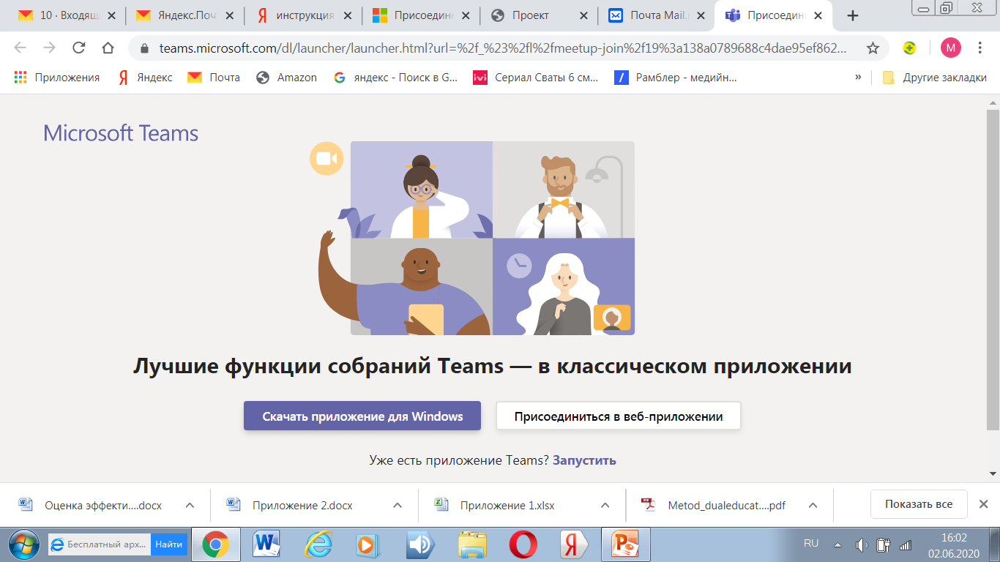 10 · Входящ
Яндекс.Поч
инструкция
Присоедине
Проект
Почта Mail.
Присоедин
teams.microsoft.com/dl/launcher/launcher.html?url=%2f_%23%2fl%2fmeetup-join%2f19%3a138a0789688c4dae95ef862...
M
Приложения
Яндекс
Почта
Amazon
яндекс - Поиск в G...
ivi
Сериал Сваты 6 см...
Рамблер - медийн...
»
Другие закладки
Microsoft Teams
Лучшие функции собраний Teams — в классическом приложении
Скачать приложение для Windows
Присоединиться в веб-приложении
Уже есть приложение Teams? Запустить
Оценка эффекти....docx
Приложение 2.docx
Приложение 1.xlsx
Metod_dualeducat....pdf
Показать все
Бесплатный арх...
Найти
RU
16:02
02.06.2020